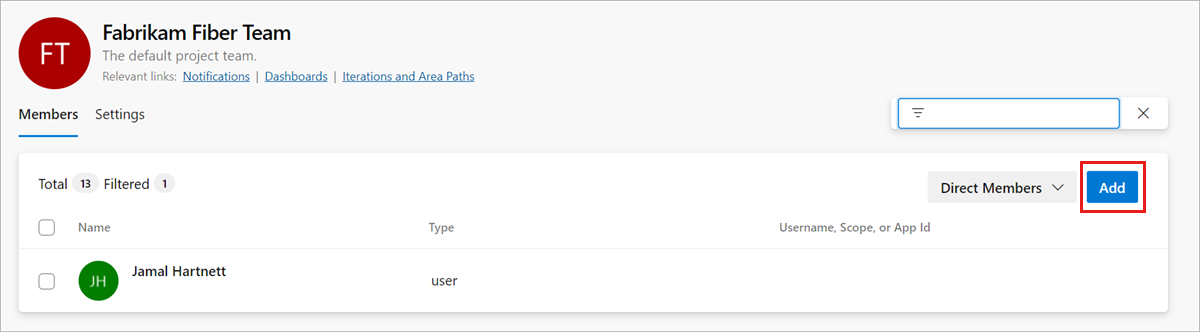 FT
Fabrikam Fiber Team
The default project team.
Relevant links: Notifications | Dashboards | Iterations and Area Paths
Members Settings
Total 13 Filtered 1
Direct Members Add
Name Type Username, Scope, or App Id
JH Jamal Hartnett user